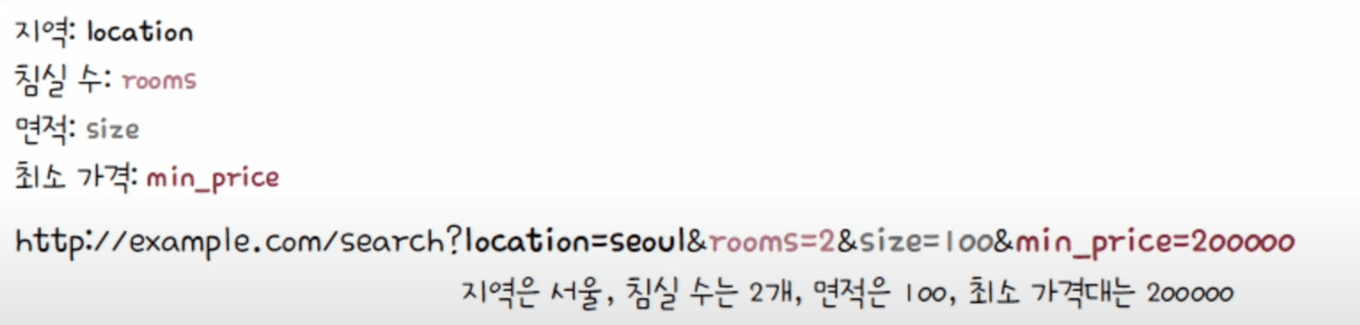 지역: location
침실 수: rooms
면적: size
최소 가격: min_price
http://example.com/search?location=seoul&rooms=2&size=100&min_price=200000
지역은 서울, 침실 수는 2개, 면적은 100, 최소 가격대는 200000